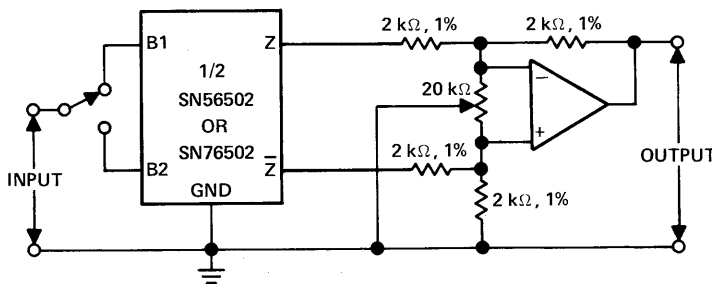 2 kΩ, 1%
2 kΩ, 1%
B1
Z
1/2
SN56502
OR
SN76502
−
20 kΩ
+
2 kΩ, 1%
B2
Z̅
INPUT
OUTPUT
GND
2 kΩ, 1%